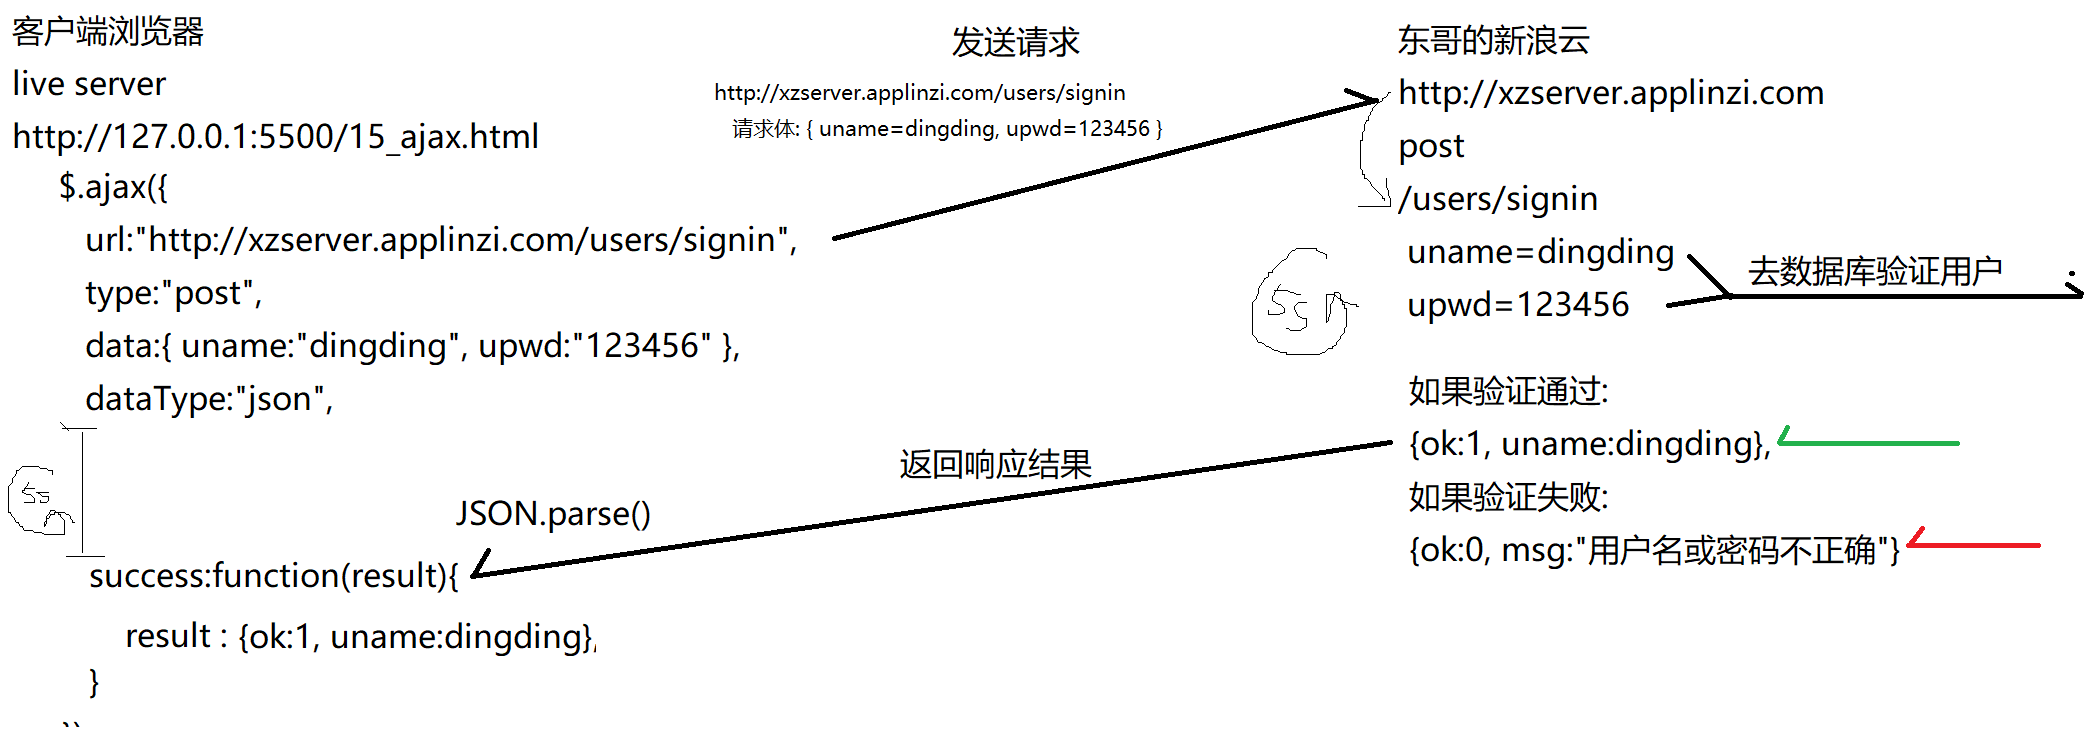 客户端浏览器
live server
http://127.0.0.1:5500/15_ajax.html
$.ajax({
url:"http://xzserver.applinzi.com/users/signin",
type:"post",
data:{ uname:"dingding", upwd:"123456" },
dataType:"json",
success:function(result){
result : {ok:1, uname:dingding},
}
发送请求
http://xzserver.applinzi.com/users/signin
请求体: { uname=dingding, upwd=123456 }
返回响应结果
JSON.parse()
东哥的新浪云
http://xzserver.applinzi.com
post
/users/signin
uname=dingding
upwd=123456
去数据库验证用户
如果验证通过:
{ok:1, uname:dingding},
如果验证失败:
{ok:0, msg:"用户名或密码不正确"}